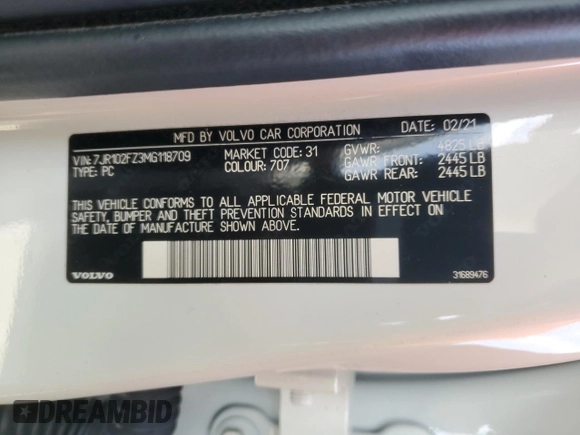 MFD BY VOLVO CAR CORPORATION DATE: 02/21
VIN:7JR102FZ3MG118709 MARKET CODE: 31 GVWR: 4825 LB
TYPE: PC COLOUR: 707 GAWR FRONT: 2445 LB
GAWR REAR: 2445 LB
THIS VEHICLE CONFORMS TO ALL APPLICABLE FEDERAL MOTOR VEHICLE
SAFETY, BUMPER AND THEFT PREVENTION STANDARDS IN EFFECT ON
THE DATE OF MANUFACTURE SHOWN ABOVE.
VOLVO 31689476
DREAMBID